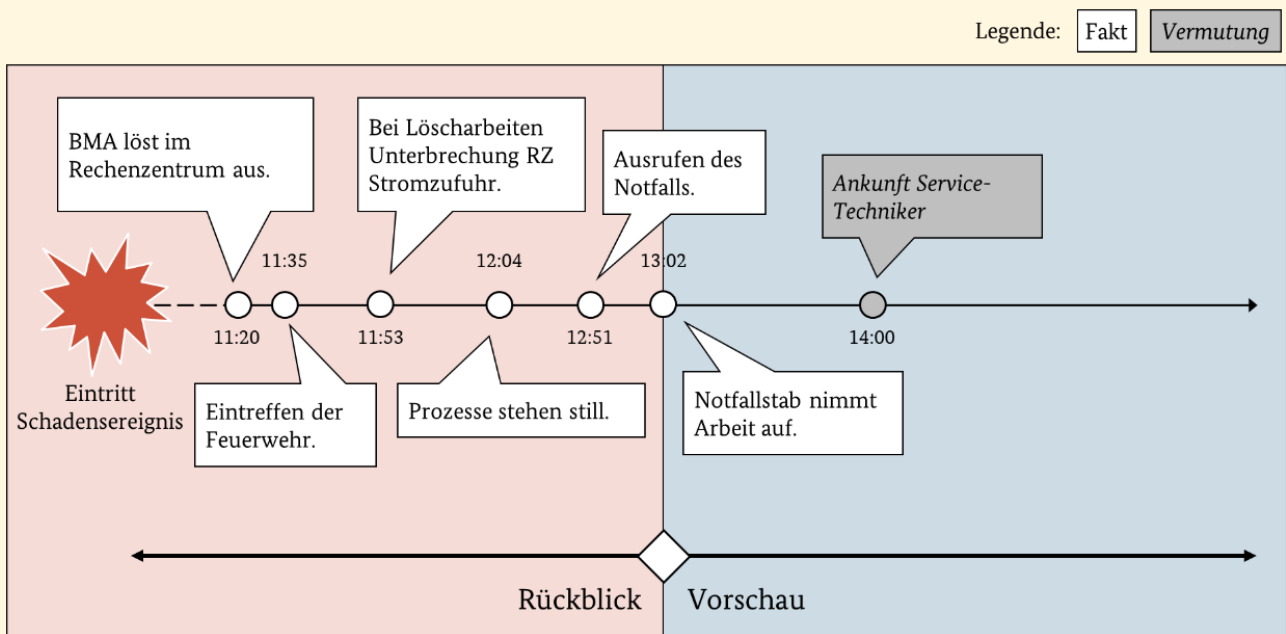 Legende: Fakt Vermutung
BMA löst im
Rechenzentrum aus.
Bei Löscharbeiten
Unterbrechung RZ
Stromzufuhr.
Ausrufen des
Notfalls.
Ankunft Service-
Techniker
11:35
12:04
13:02
11:20
11:53
12:51
14:00
Eintritt
Schadensereignis
Eintreffen der
Feuerwehr.
Prozesse stehen still.
Notfallstab nimmt
Arbeit auf.
Rückblick
Vorschau